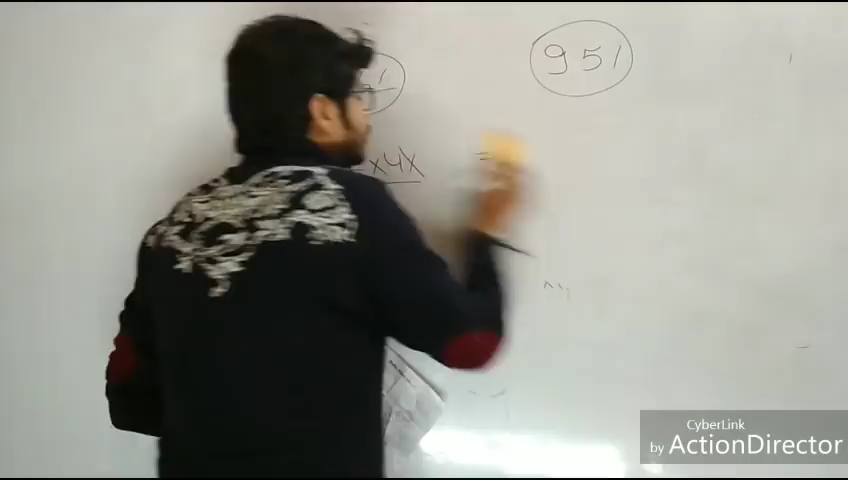 951
x4x
=
CyberLink
by ActionDirector